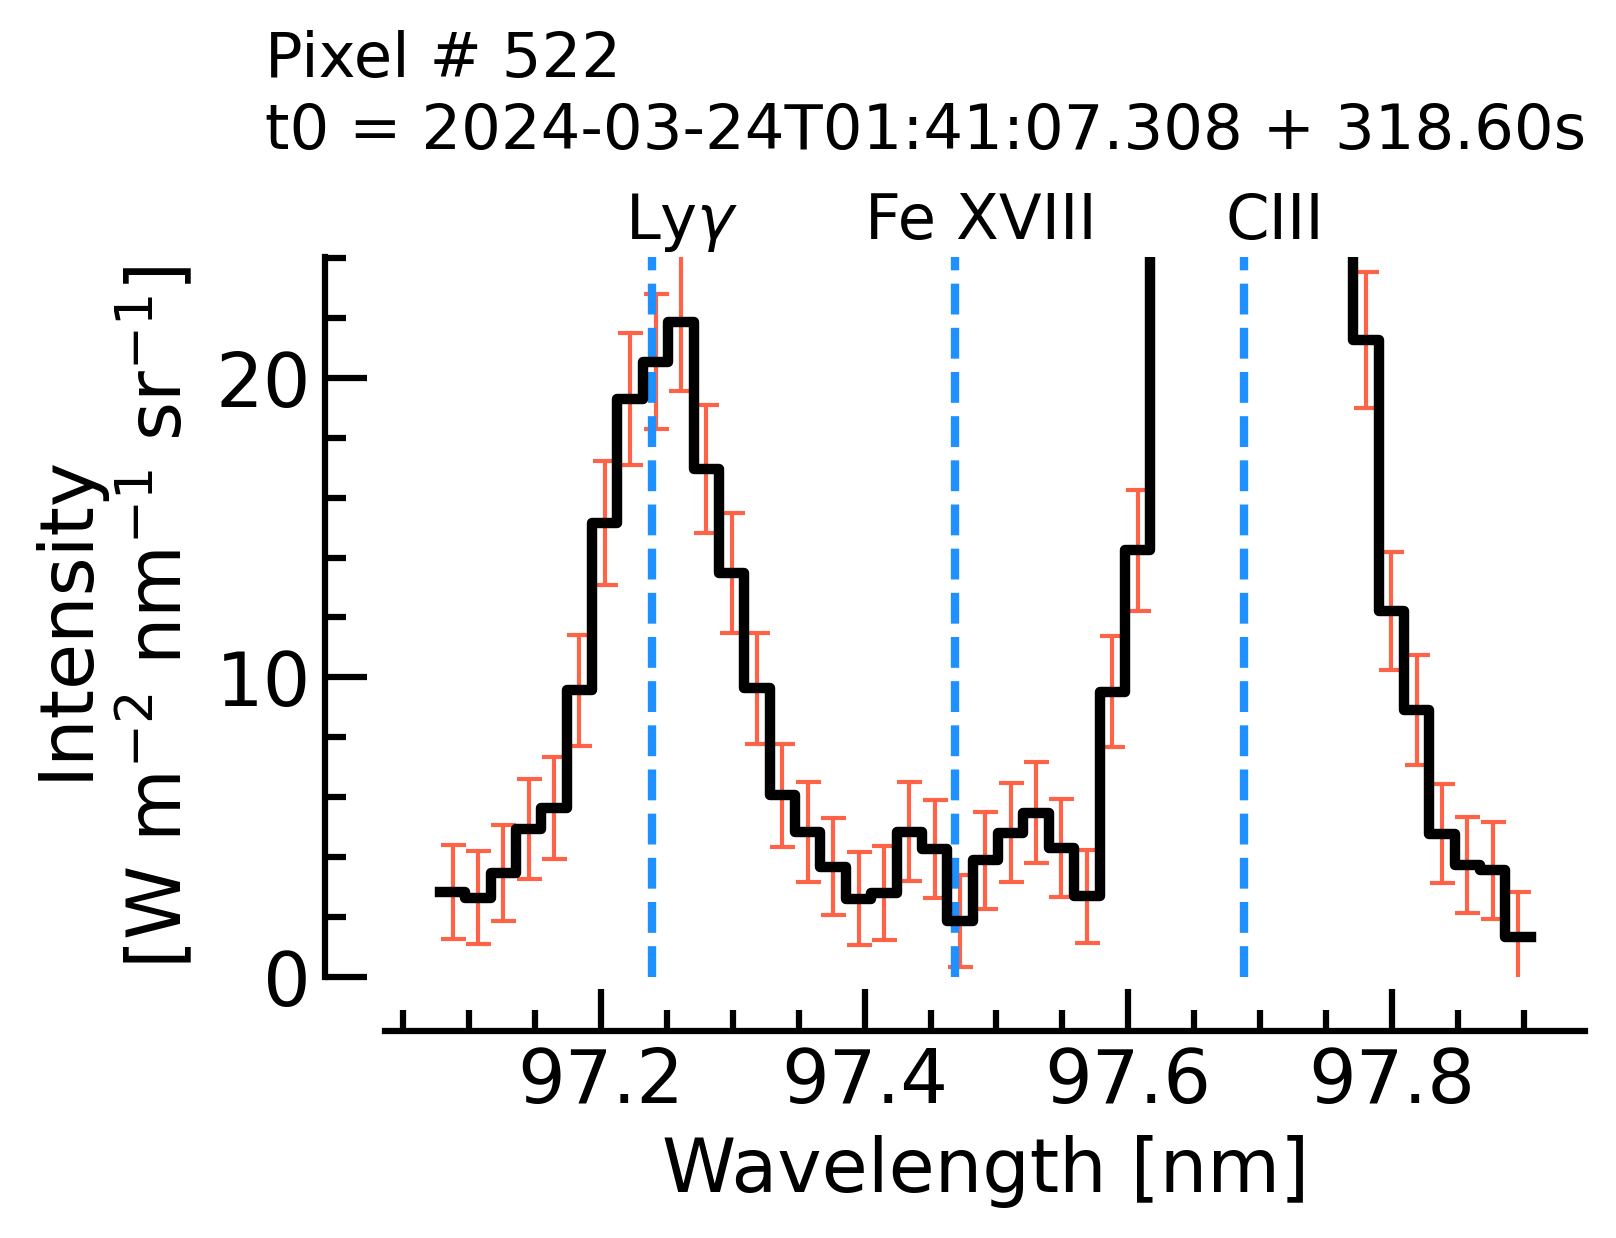 Pixel # 522
t0 = 2024-03-24T01:41:07.308 + 318.60s
Lyγ Fe XVIII CIII
Intensity
[W m⁻² nm⁻¹ sr⁻¹]
20
10
0
97.2 97.4 97.6 97.8
Wavelength [nm]